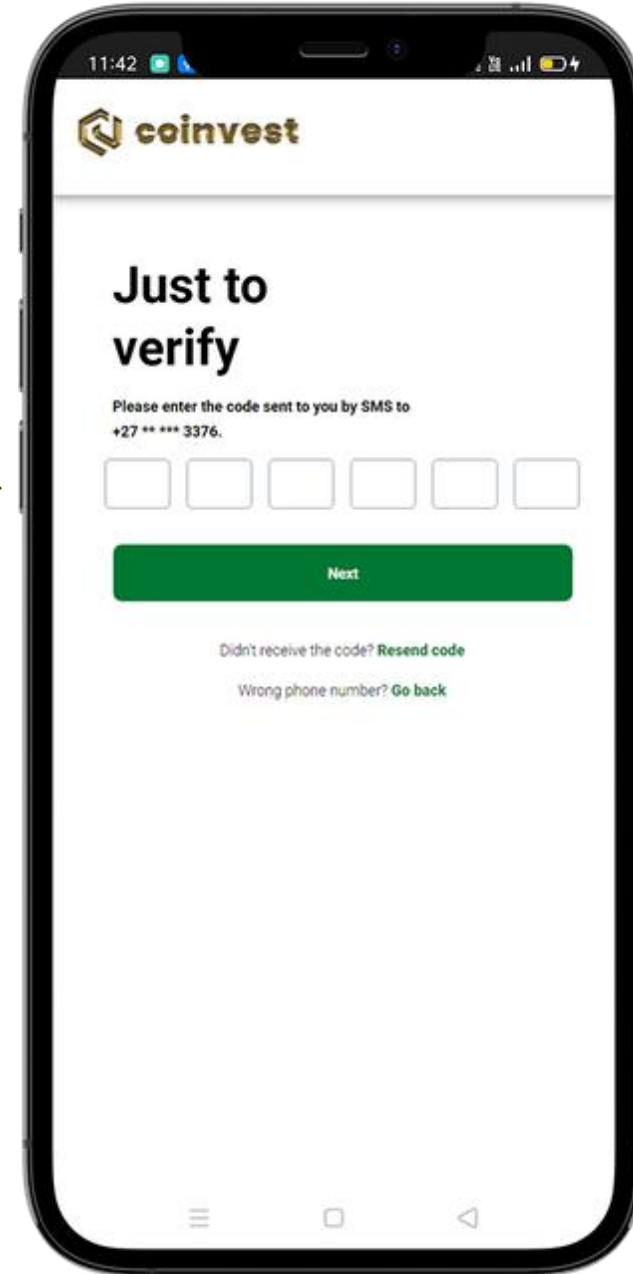 11:42
coinvest
Just to
verify
Please enter the code sent to you by SMS to
+27 ** *** 3376.
Next
Didn't receive the code? Resend code
Wrong phone number? Go back